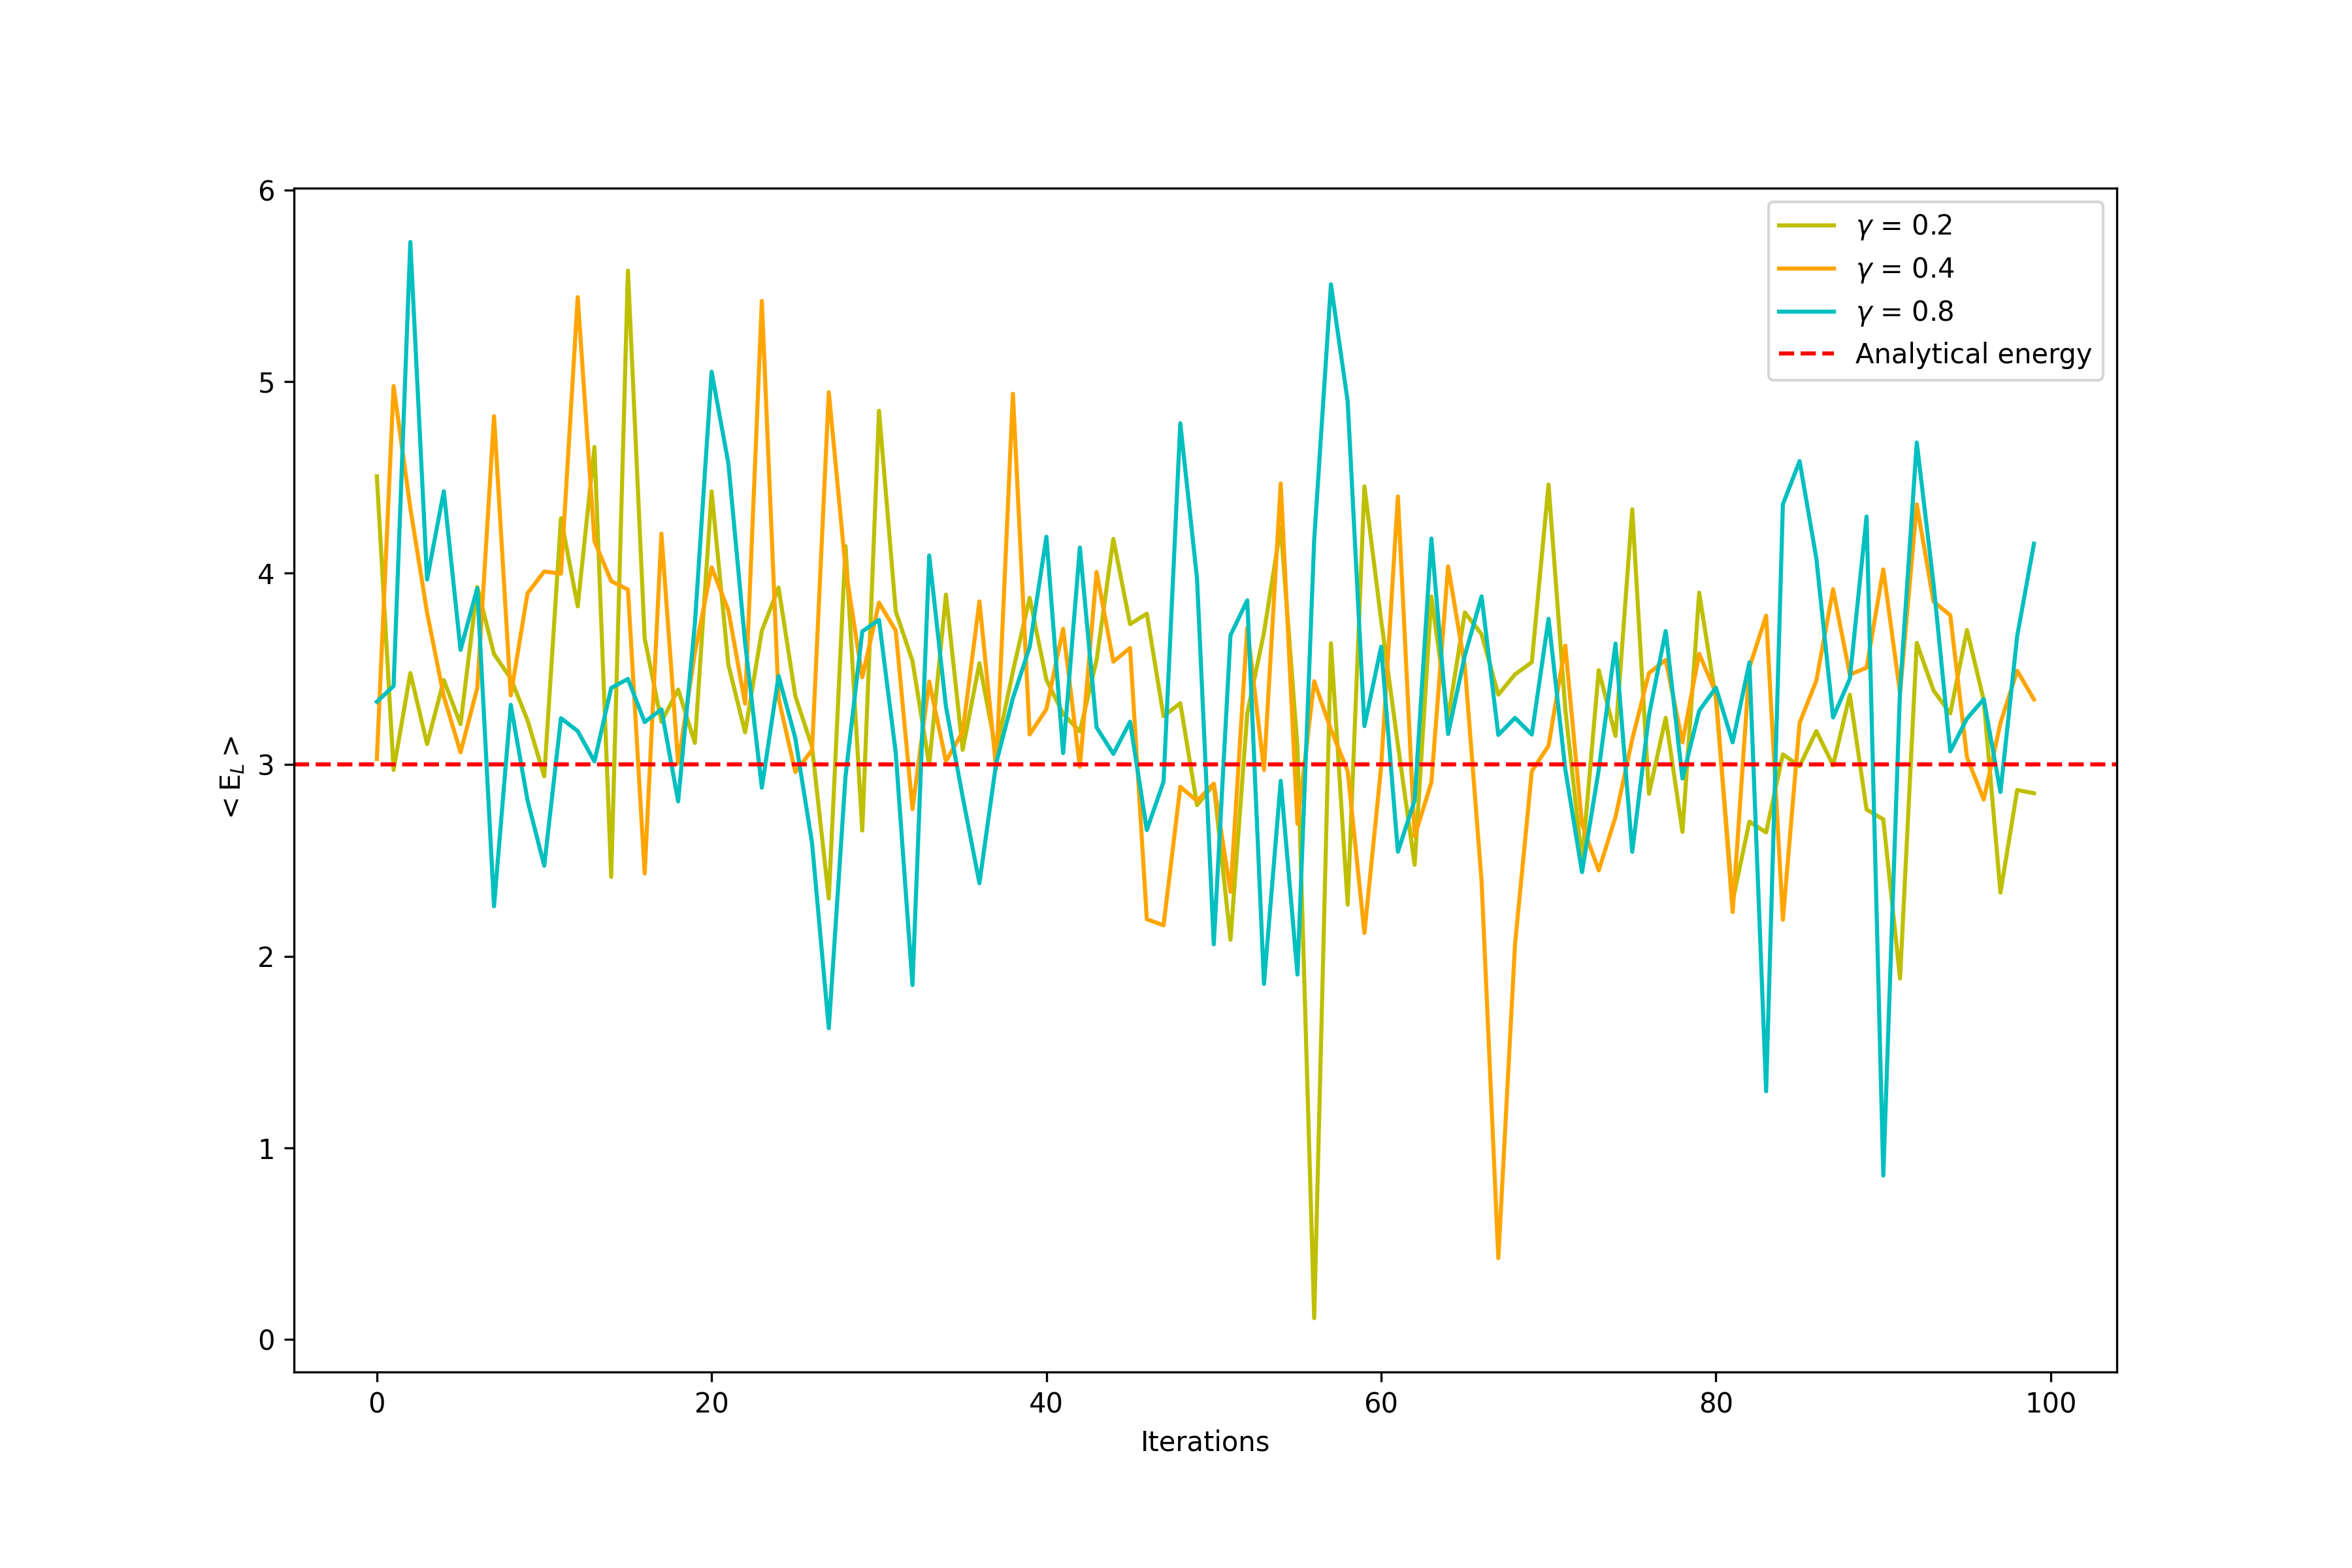 6
5
4
3
2
1
0
< E_L >
0 20 40 60 80 100
Iterations
γ = 0.2
γ = 0.4
γ = 0.8
Analytical energy